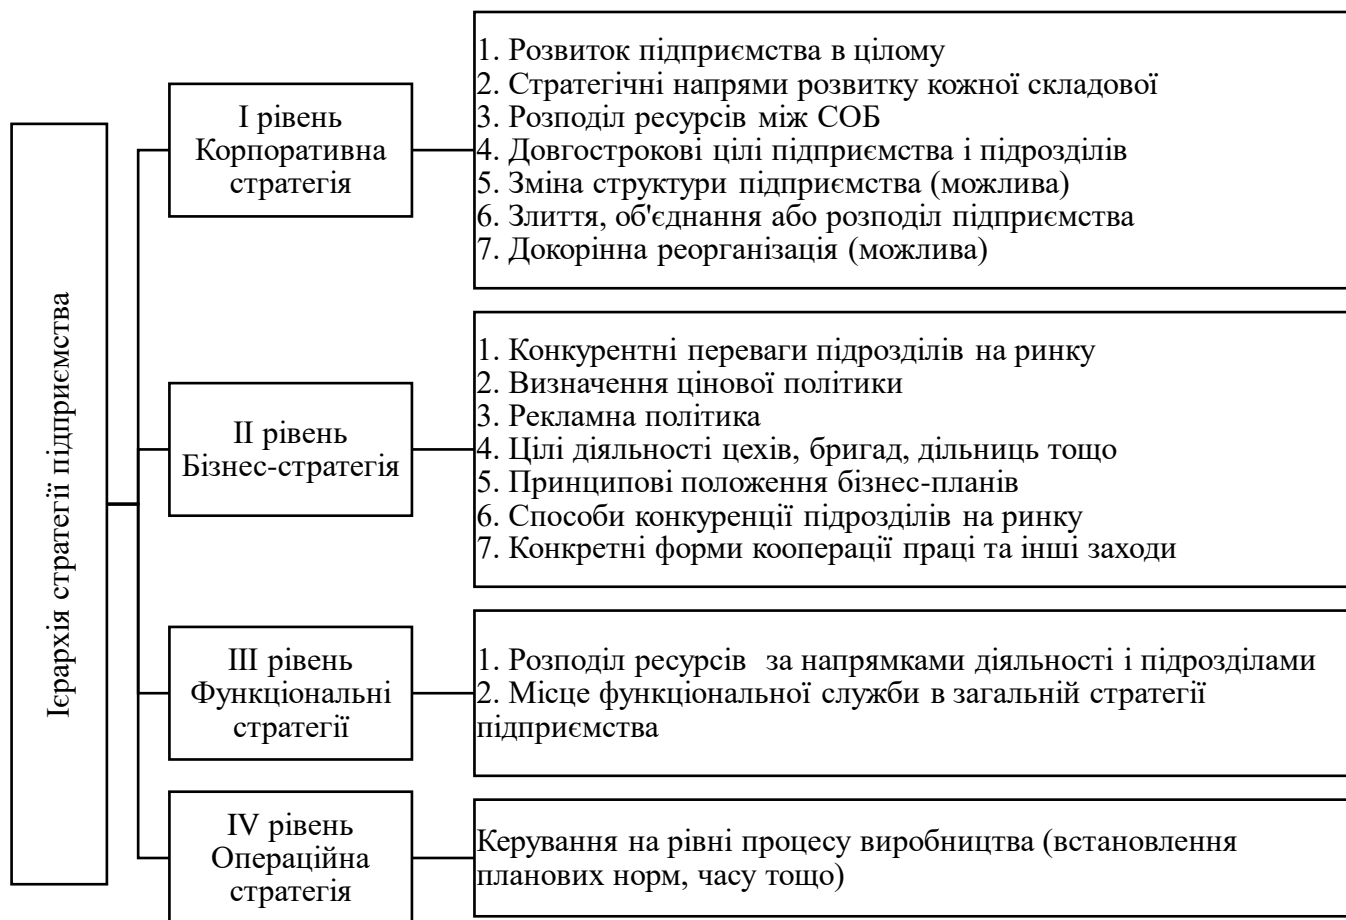 Ієрархія стратегії підприємства
І рівень
Корпоративна
стратегія
1. Розвиток підприємства в цілому
2. Стратегічні напрями розвитку кожної складової
3. Розподіл ресурсів між СОБ
4. Довгострокові цілі підприємства і підрозділів
5. Зміна структури підприємства (можлива)
6. Злиття, об'єднання або розподіл підприємства
7. Докорінна реорганізація (можлива)
ІІ рівень
Бізнес-стратегія
1. Конкурентні переваги підрозділів на ринку
2. Визначення цінової політики
3. Рекламна політика
4. Цілі діяльності цехів, бригад, дільниць тощо
5. Принципові положення бізнес-планів
6. Способи конкуренції підрозділів на ринку
7. Конкретні форми кооперації праці та інші заходи
ІІІ рівень
Функціональні
стратегії
1. Розподіл ресурсів  за напрямками діяльності і підрозділами
2. Місце функціональної служби в загальній стратегії
підприємства
IV рівень
Операційна
стратегія
Керування на рівні процесу виробництва (встановлення
планових норм, часу тощо)